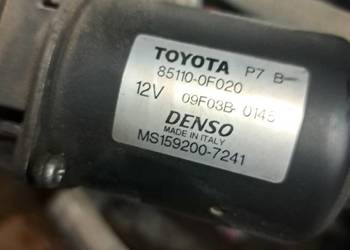 TOYOTA P7 B
85110-0F020
12V 09F03B-0145
DENSO
MADE IN ITALY
MS159200-7241